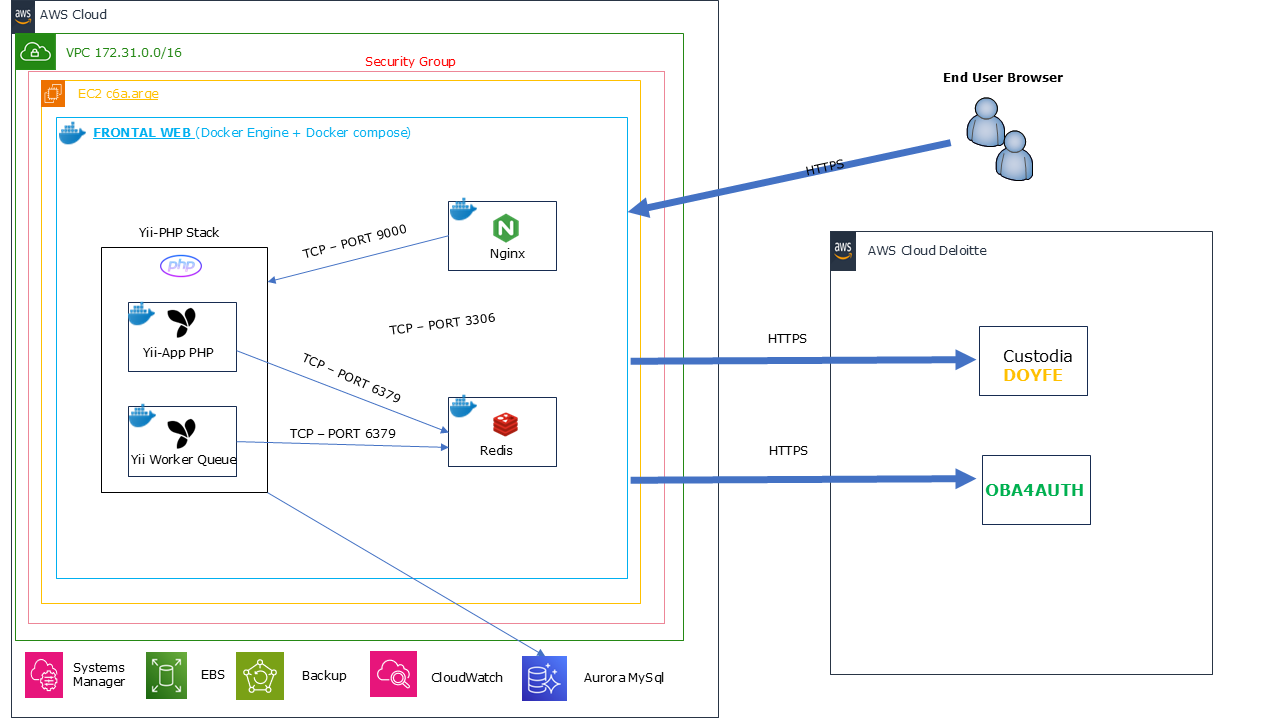 aws
AWS Cloud
VPC 172.31.0.0/16
Security Group
EC2 c6a.arge
FRONTAL WEB (Docker Engine + Docker compose)
End User Browser
HTTPS
Yii-PHP Stack
php
TCP – PORT 9000
Nginx
aws
AWS Cloud Deloitte
TCP – PORT 3306
Yii-App PHP
TCP – PORT 6379
HTTPS
Custodia
DOYFE
TCP – PORT 6379
Yii Worker Queue
Redis
HTTPS
OBA4AUTH
Systems
Manager
EBS
Backup
CloudWatch
Aurora MySql